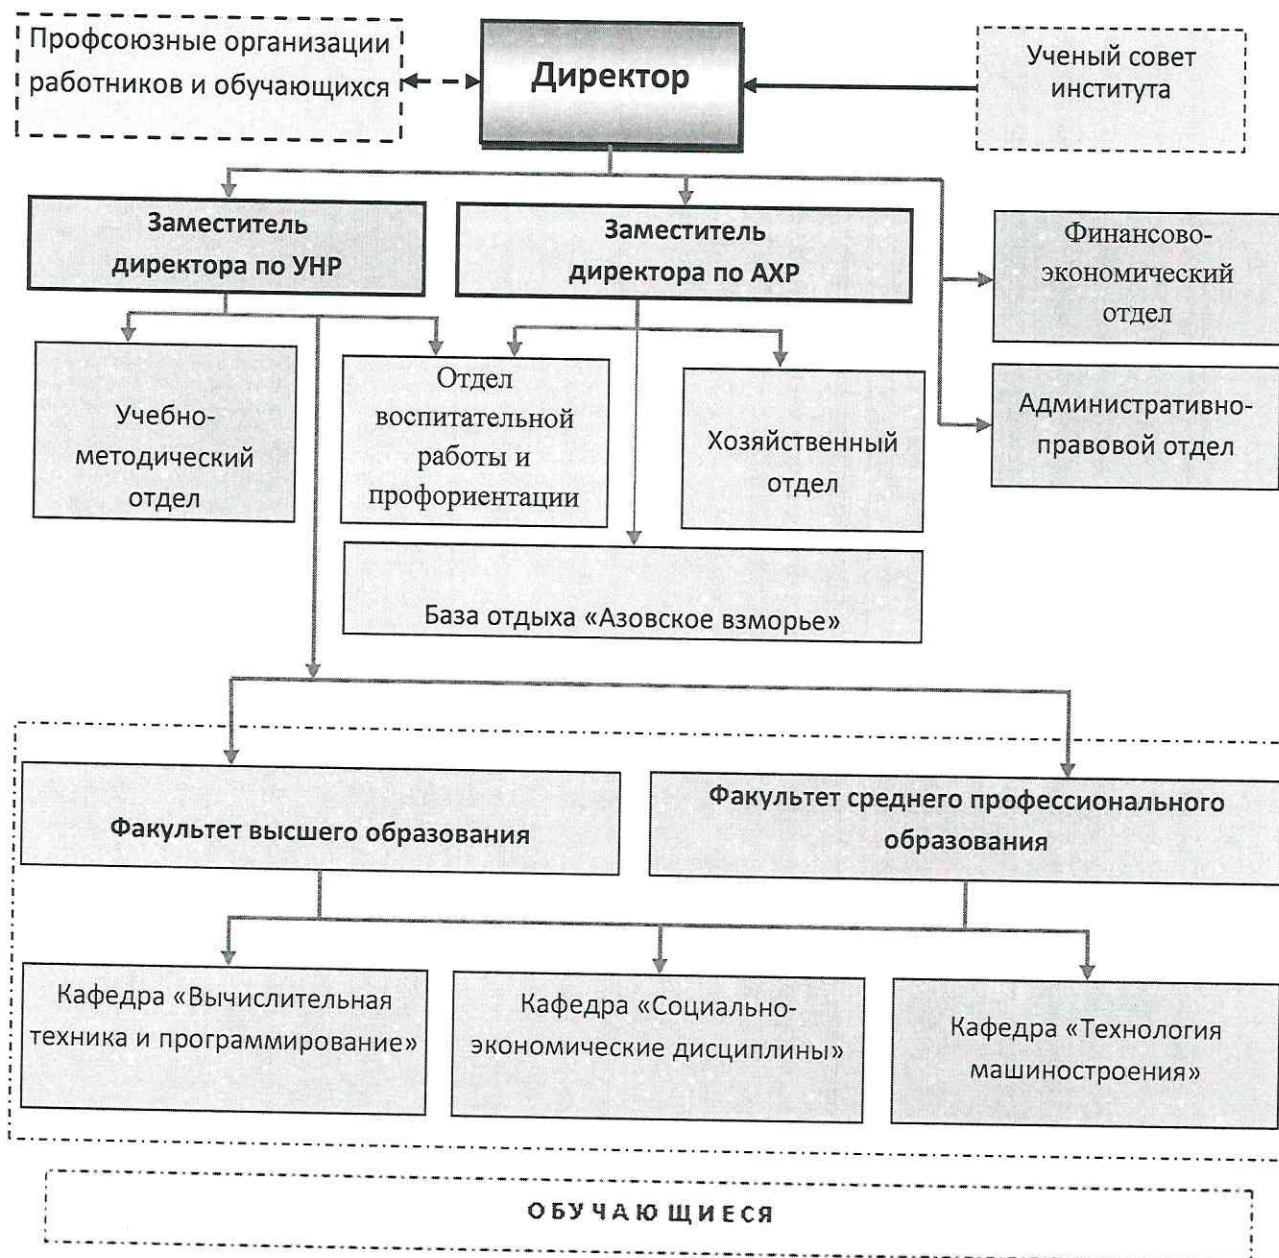 Профсоюзные организации
работников и обучающихся
Директор
Ученый совет
института
Заместитель
директора по УНР
Заместитель
директора по АХР
Финансово-
экономический
отдел
Учебно-
методический
отдел
Отдел
воспитательной
работы и
профориентации
Хозяйственный
отдел
Административно-
правовой отдел
База отдыха «Азовское взморье»
Факультет высшего образования
Факультет среднего профессионального
образования
Кафедра «Вычислительная
техника и программирование»
Кафедра «Социально-
экономические дисциплины»
Кафедра «Технология
машиностроения»
ОБУЧАЮЩИЕСЯ